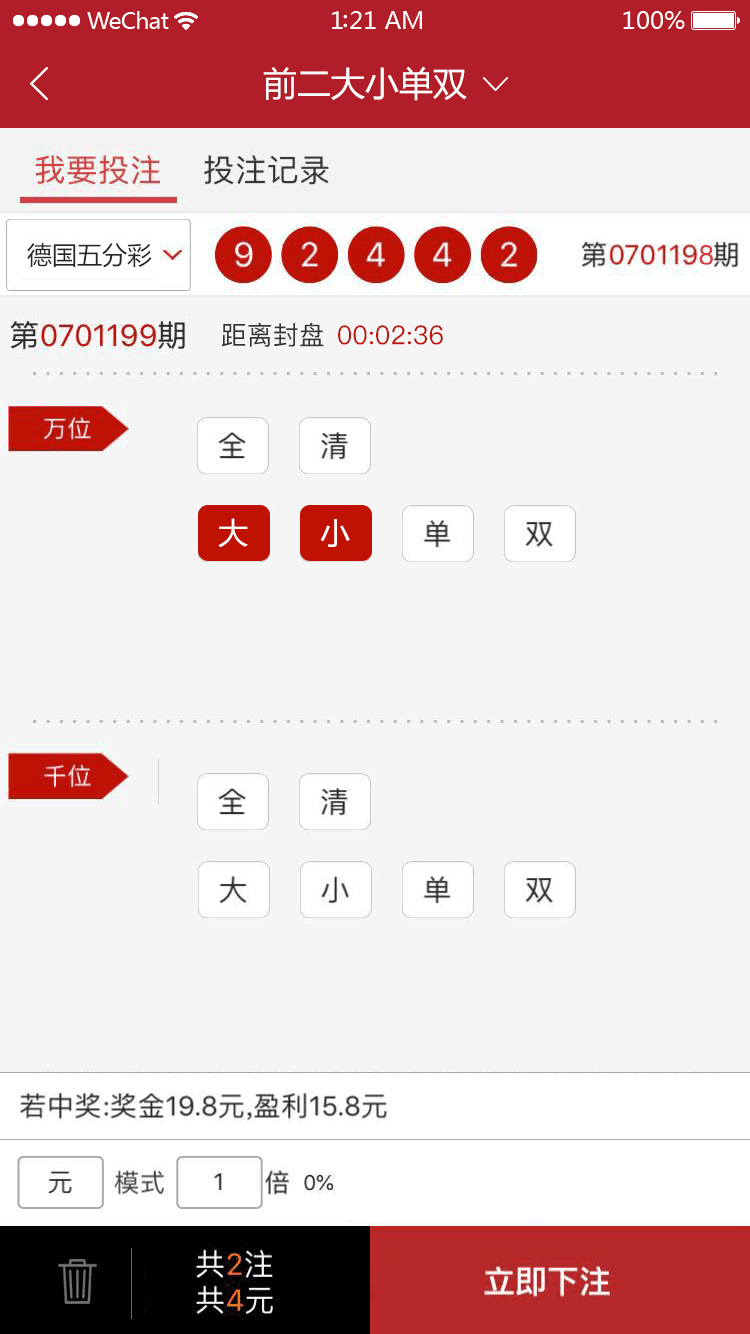 WeChat 1:21 AM 100%
前二大小单双
我要投注 投注记录
德国五分彩 9 2 4 4 2 第0701198期
第0701199期 距离封盘 00:02:36
万位
全 清
大 小 单 双
千位
全 清
大 小 单 双
若中奖:奖金19.8元,盈利15.8元
元 模式 1 倍 0%
共2注
共4元
立即下注